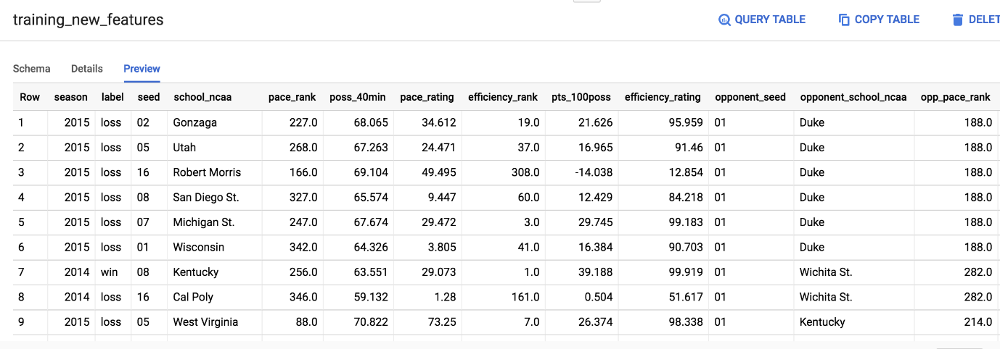 training_new_features QUERY TABLE COPY TABLE DELET
Schema Details Preview
Row season label seed school_ncaa pace_rank poss_40min pace_rating efficiency_rank pts_100poss efficiency_rating opponent_seed opponent_school_ncaa opp_pace_rank
1 2015 loss 02 Gonzaga 227.0 68.065 34.612 19.0 21.626 95.959 01 Duke 188.0
2 2015 loss 05 Utah 268.0 67.263 24.471 37.0 16.965 91.46 01 Duke 188.0
3 2015 loss 16 Robert Morris 166.0 69.104 49.495 308.0 -14.038 12.854 01 Duke 188.0
4 2015 loss 08 San Diego St. 327.0 65.574 9.447 60.0 12.429 84.218 01 Duke 188.0
5 2015 loss 07 Michigan St. 247.0 67.674 29.472 3.0 29.745 99.183 01 Duke 188.0
6 2015 loss 01 Wisconsin 342.0 64.326 3.805 41.0 16.384 90.703 01 Duke 188.0
7 2014 win 08 Kentucky 256.0 63.551 29.073 1.0 39.188 99.919 01 Wichita St. 282.0
8 2014 loss 16 Cal Poly 346.0 59.132 1.28 161.0 0.504 51.617 01 Wichita St. 282.0
9 2015 loss 05 West Virginia 88.0 70.822 73.25 7.0 26.374 98.338 01 Kentucky 214.0